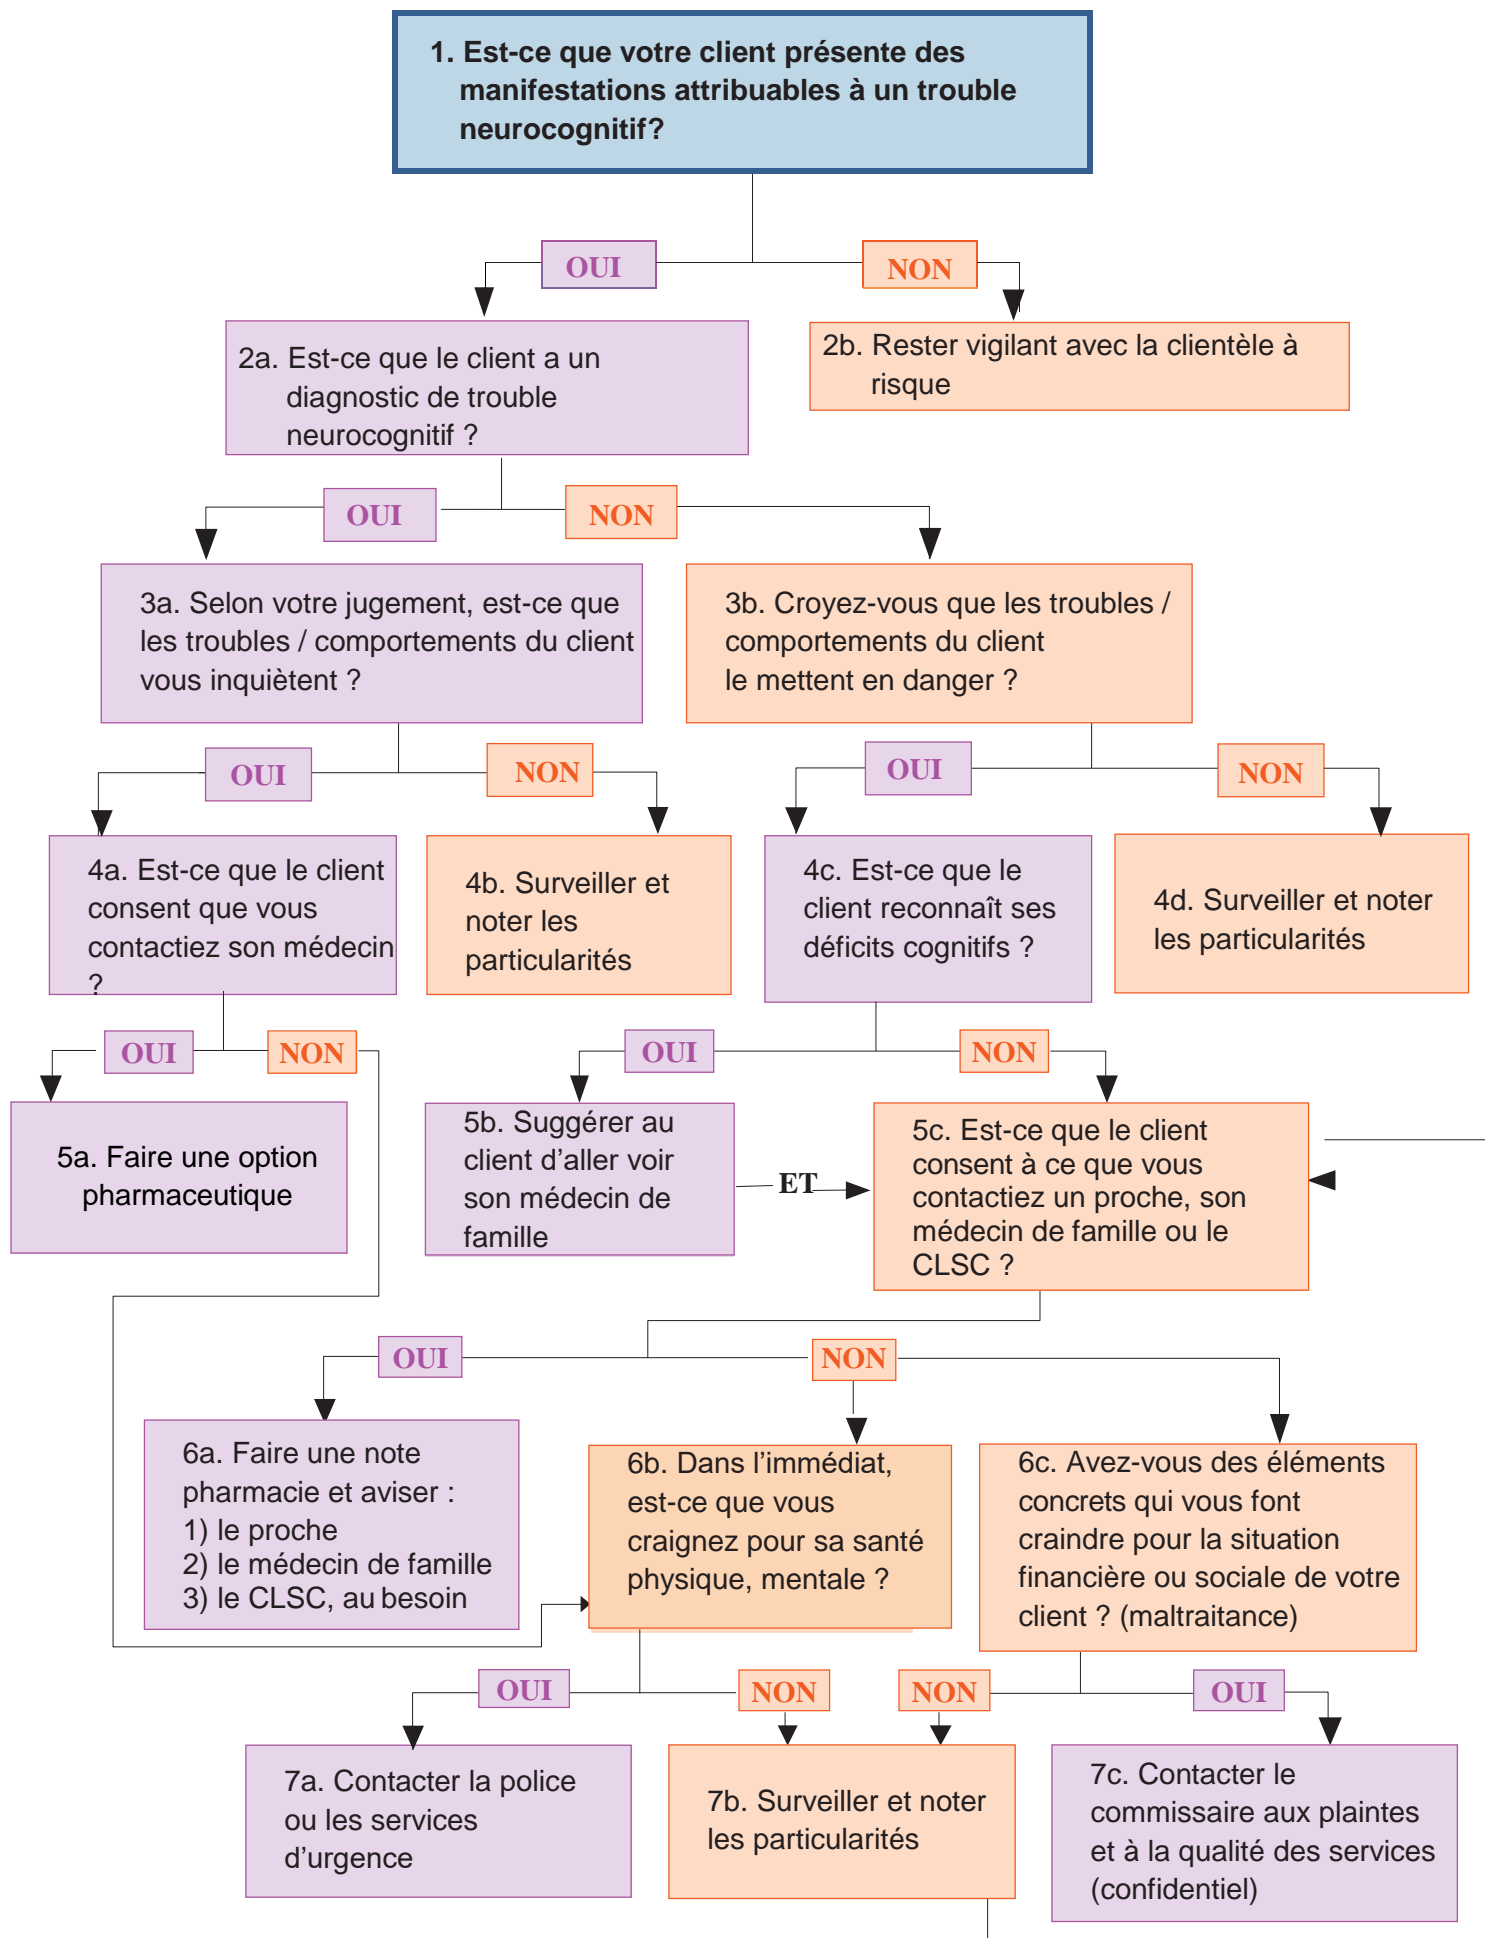 1. Est-ce que votre client présente des
manifestations attribuables à un trouble
neurocognitif?
OUI
NON
2a. Est-ce que le client a un
diagnostic de trouble
neurocognitif ?
2b. Rester vigilant avec la clientèle à
risque
OUI
NON
3a. Selon votre jugement, est-ce que
les troubles / comportements du client
vous inquiètent ?
3b. Croyez-vous que les troubles /
comportements du client
le mettent en danger ?
OUI
NON
OUI
NON
4a. Est-ce que le client
consent que vous
contactiez son médecin
?
4b. Surveiller et
noter les
particularités
4c. Est-ce que le
client reconnaît ses
déficits cognitifs ?
4d. Surveiller et noter
les particularités
OUI
NON
OUI
NON
5a. Faire une option
pharmaceutique
5b. Suggérer au
client d'aller voir
son médecin de
famille
ET
5c. Est-ce que le client
consent à ce que vous
contactiez un proche, son
médecin de famille ou le
CLSC ?
OUI
NON
6a. Faire une note
pharmacie et aviser :
1) le proche
2) le médecin de famille
3) le CLSC, au besoin
6b. Dans l'immédiat,
est-ce que vous
craignez pour sa santé
physique, mentale ?
6c. Avez-vous des éléments
concrets qui vous font
craindre pour la situation
financière ou sociale de votre
client ? (maltraitance)
OUI
NON
NON
OUI
7a. Contacter la police
ou les services
d'urgence
7b. Surveiller et noter
les particularités
7c. Contacter le
commissaire aux plaintes
et à la qualité des services
(confidentiel)